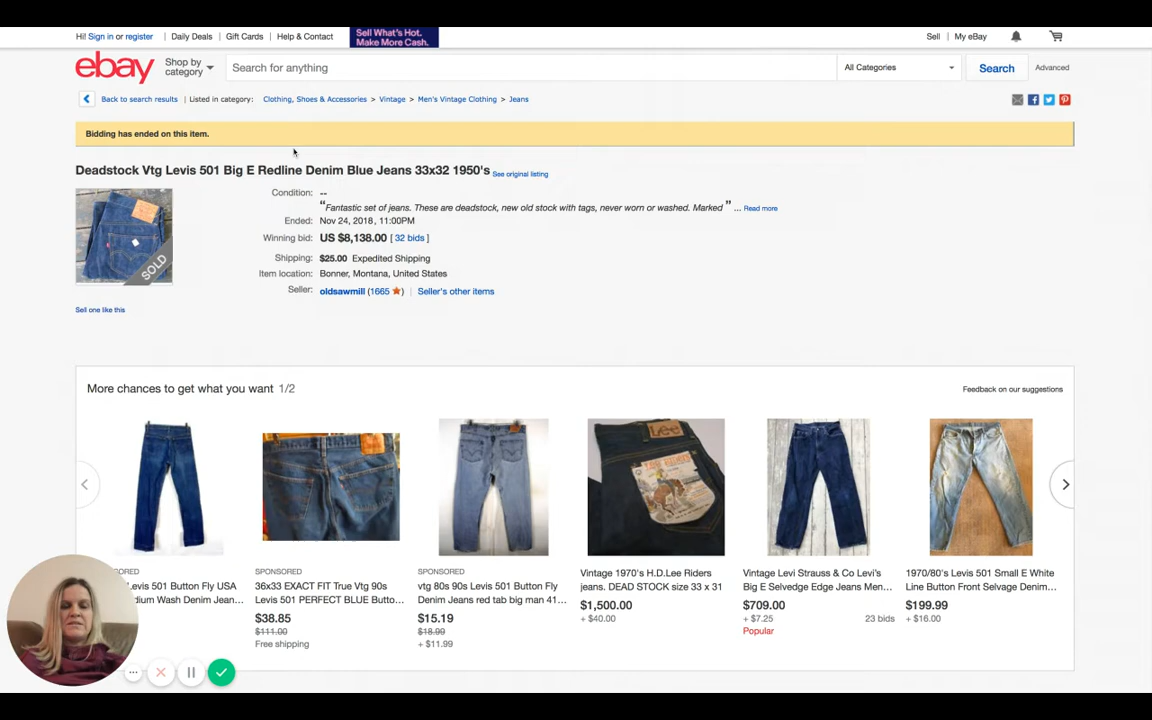 Hi! Sign in or register
Daily Deals
Gift Cards
Help & Contact
Sell What's Hot.
Make More Cash.
Sell
My eBay
ebay
Shop by
category
Search for anything
All Categories
Search
Advanced
Back to search results
Listed in category:
Clothing, Shoes & Accessories > Vintage > Men's Vintage Clothing > Jeans
Bidding has ended on this item.
Deadstock Vtg Levis 501 Big E Redline Denim Blue Jeans 33x32 1950's See original listing
SOLD
Condition: --
"Fantastic set of jeans. These are deadstock, new old stock with tags, never worn or washed. Marked " ... Read more
Ended: Nov 24, 2018 , 11:00PM
Winning bid: US $8,138.00 [ 32 bids ]
Shipping: $25.00 Expedited Shipping
Item location: Bonner, Montana, United States
Seller: oldsawmill (1665 ) | Seller's other items
Sell one like this
More chances to get what you want 1/2
Feedback on our suggestions
Levis 501 Button Fly USA
Wash Denim Jean...
SPONSORED
36x33 EXACT FIT True Vtg 90s
Levis 501 PERFECT BLUE Butto...
$38.85
$111.00
Free shipping
SPONSORED
vtg 80s 90s Levis 501 Button Fly
Denim Jeans red tab big man 41...
$15.19
$18.99
+ $11.99
Lee
Vintage 1970's H.D.Lee Riders
jeans. DEAD STOCK size 33 x 31
$1,500.00
+ $40.00
Vintage Levi Strauss & Co Levi's
Big E Selvedge Edge Jeans Men...
$709.00
+ $7.25
23 bids
Popular
1970/80's Levis 501 Small E White
Line Button Front Selvage Denim...
$199.99
+ $16.00